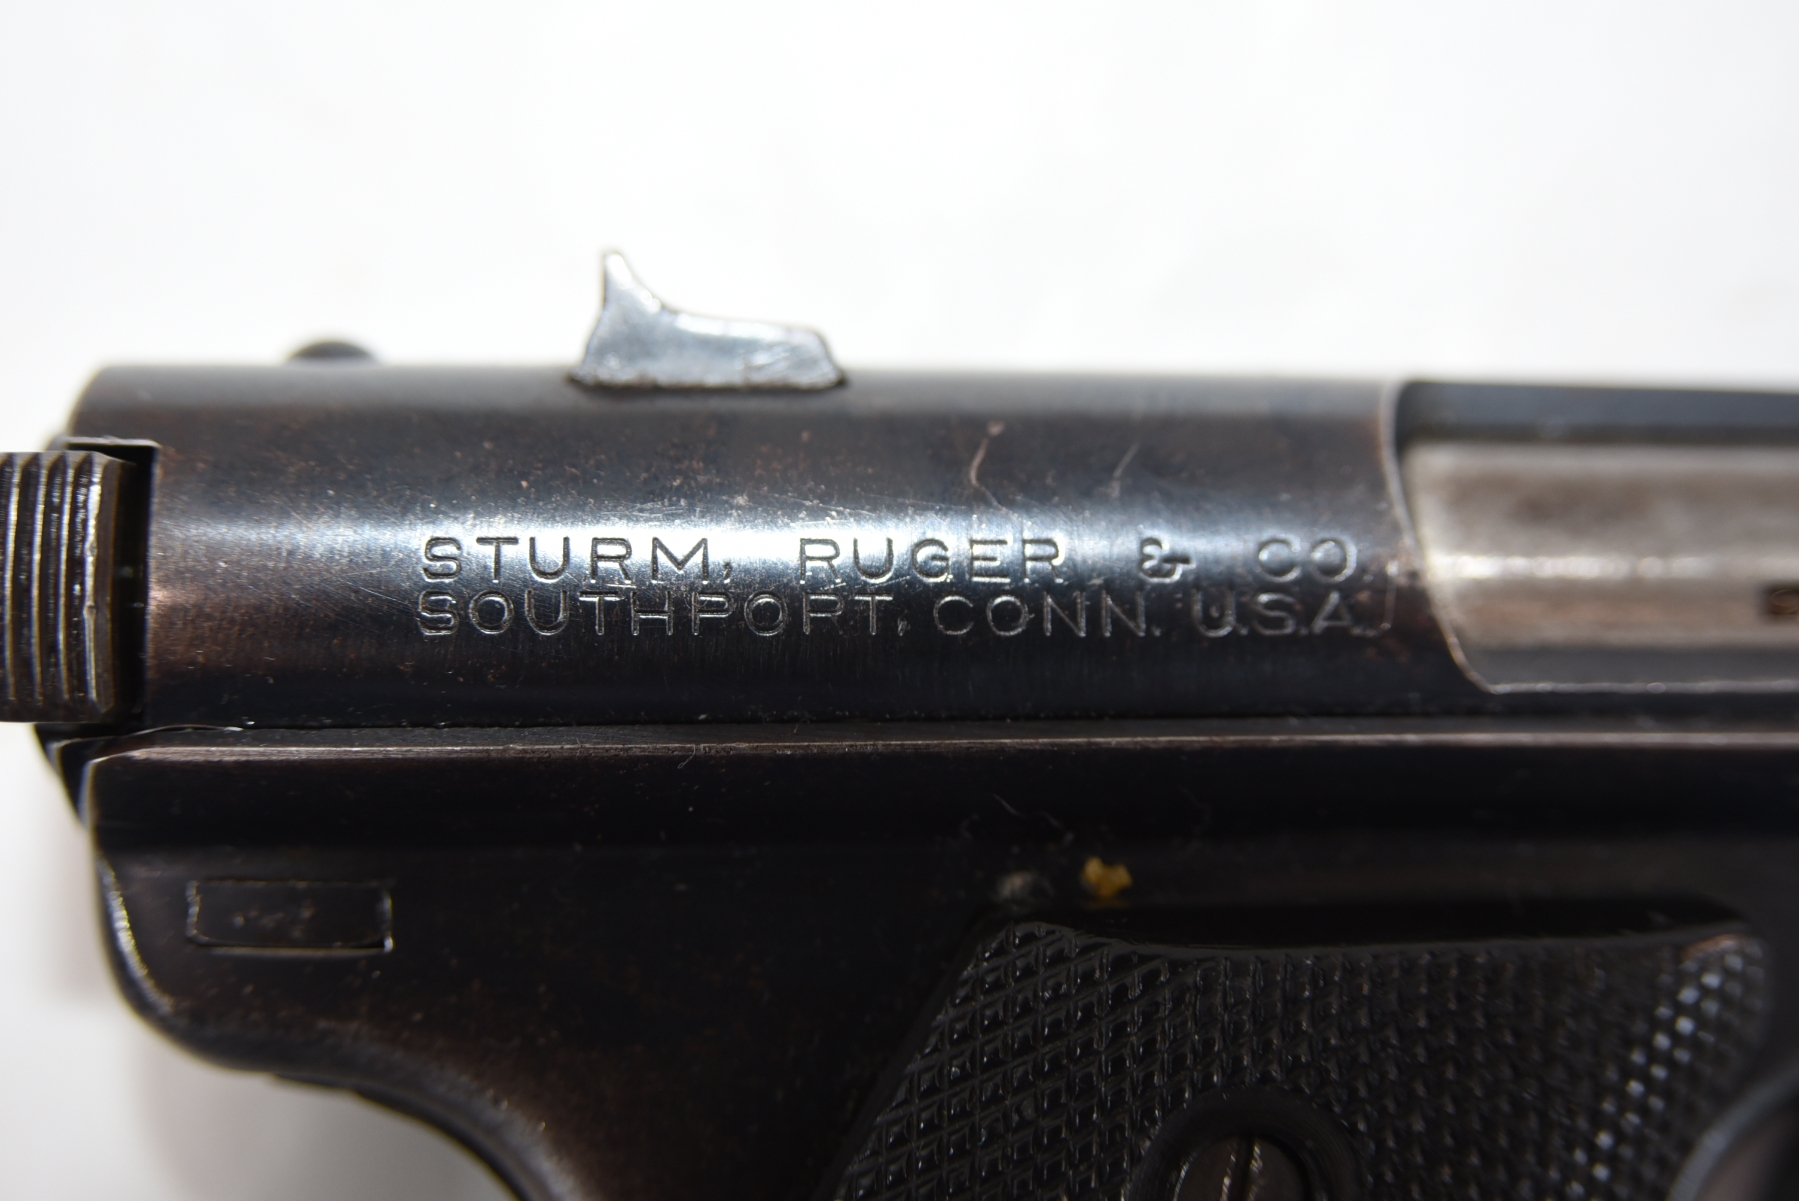 STURM, RUGER & CO.
SOUTHPORT, CONN. U.S.A.